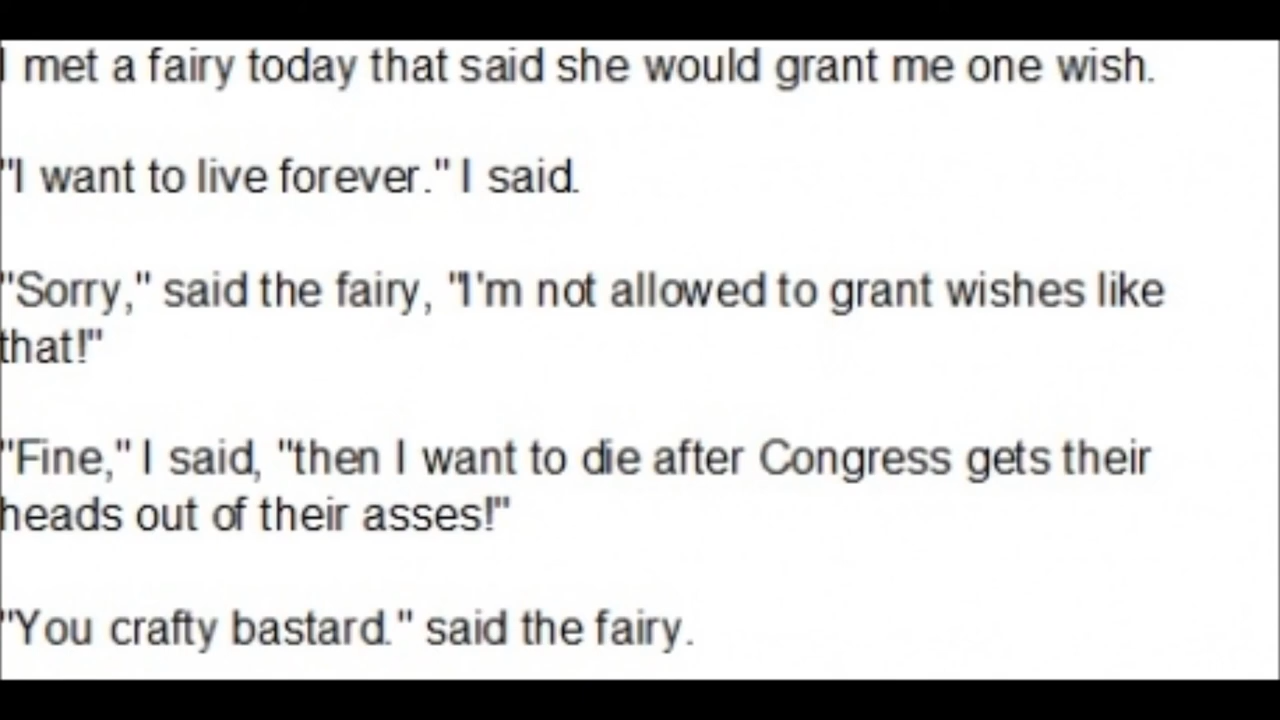 I met a fairy today that said she would grant me one wish.
"I want to live forever." I said.
"Sorry," said the fairy, "I'm not allowed to grant wishes like
that!"
"Fine," I said, "then I want to die after Congress gets their
heads out of their asses!"
"You crafty bastard." said the fairy.